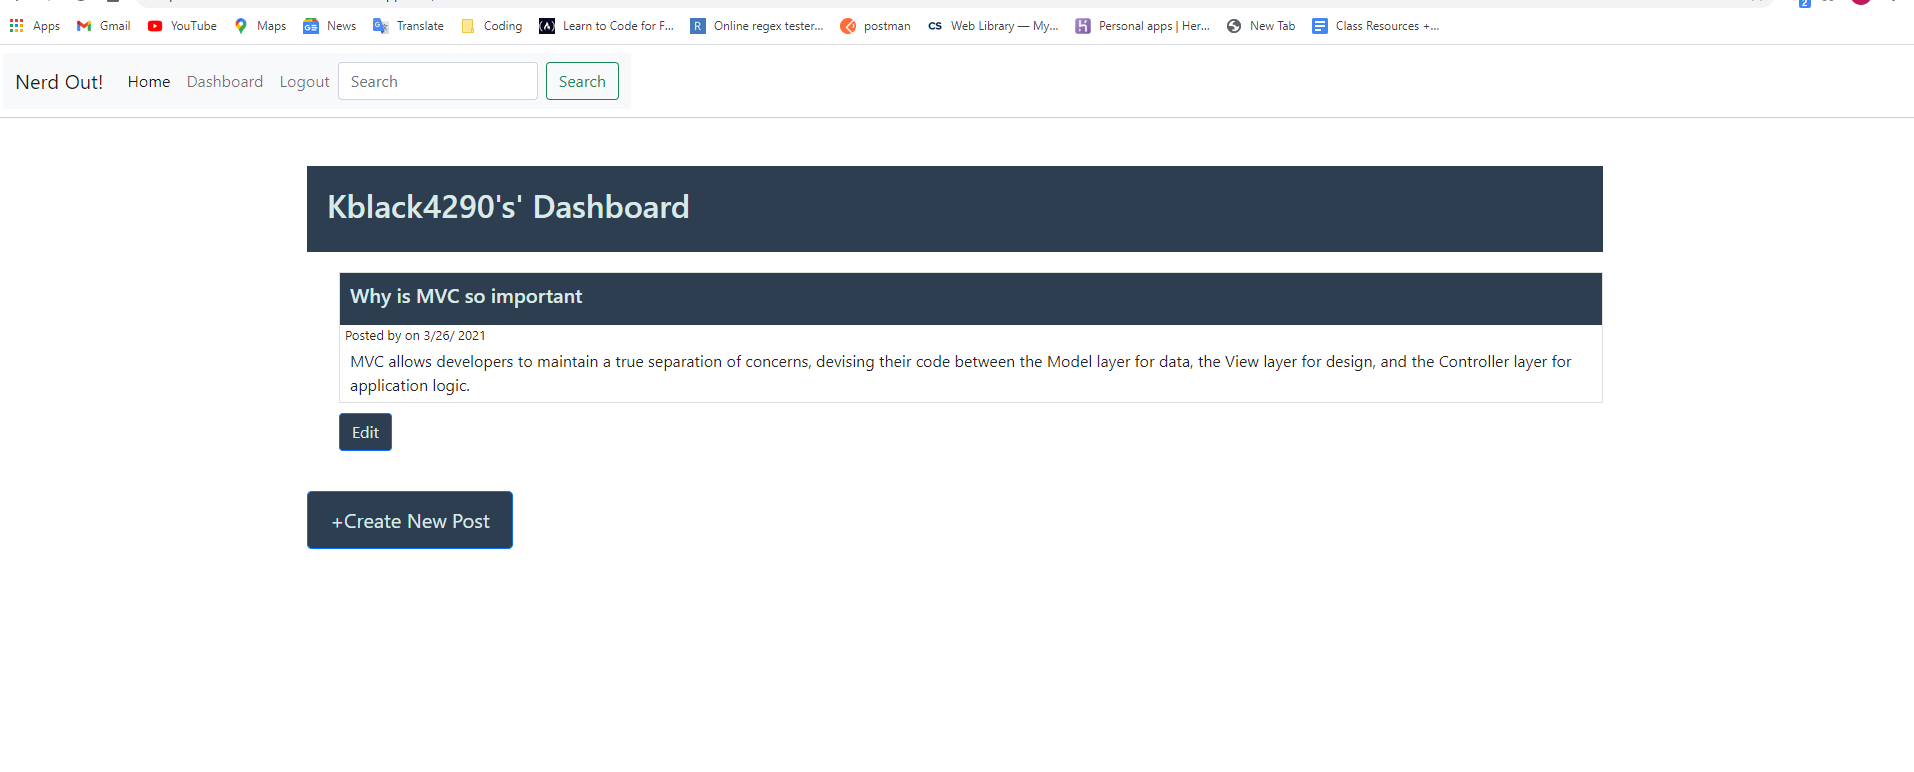 Apps Gmail YouTube Maps News Translate Coding Learn to Code for F... Online regex tester... postman Web Library — My... Personal apps | Her... New Tab Class Resources +...
Nerd Out! Home Dashboard Logout Search Search
Kblack4290's' Dashboard
Why is MVC so important
Posted by on 3/26/ 2021
MVC allows developers to maintain a true separation of concerns, devising their code between the Model layer for data, the View layer for design, and the Controller layer for
application logic.
Edit
+Create New Post